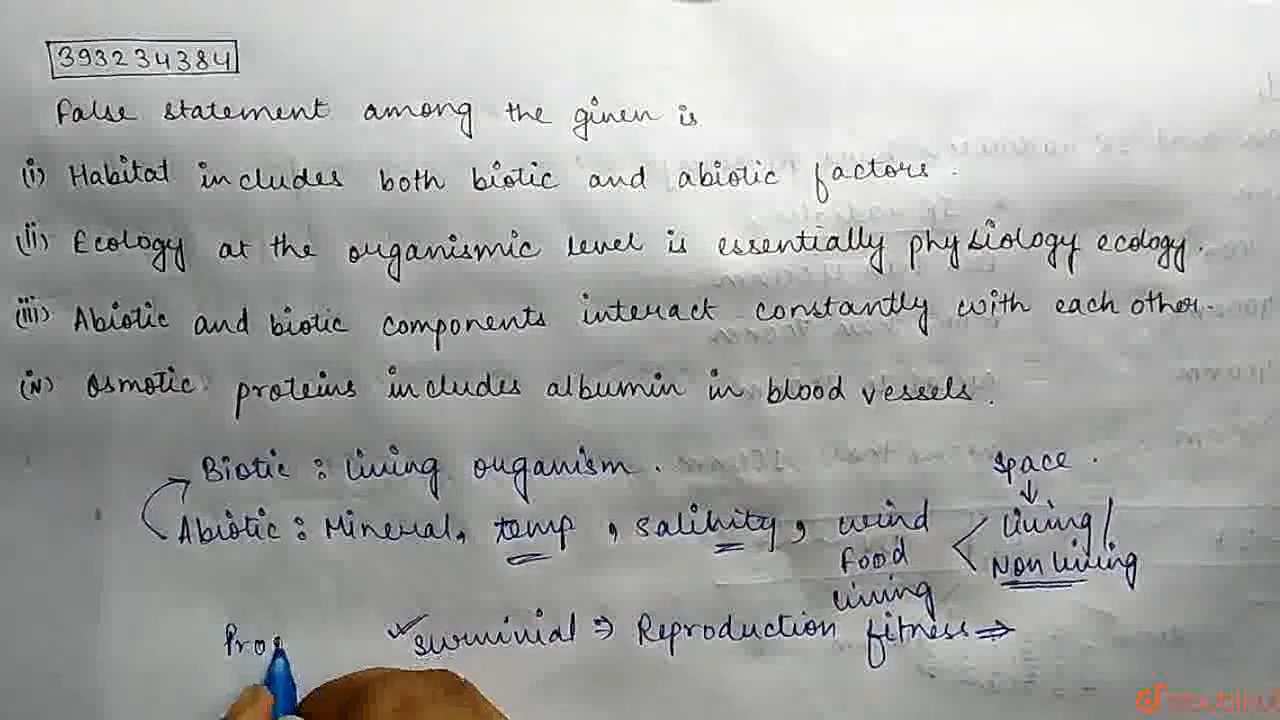 393234384
False statement among the given is
(i) Habitat includes both biotic and abiotic factors.
(ii) Ecology at the organismic level is essentially physiology ecology.
(iii) Abiotic and biotic components interact constantly with each other.
(iv) Osmotic proteins includes albumin in blood vessels.
Biotic : living organism.
space.
Abiotic : Mineral, temp, salinity, wind
living/
food
Non living
living
Pro
✓survinial ⇒ Reproduction fitness ⇒
doubtnut